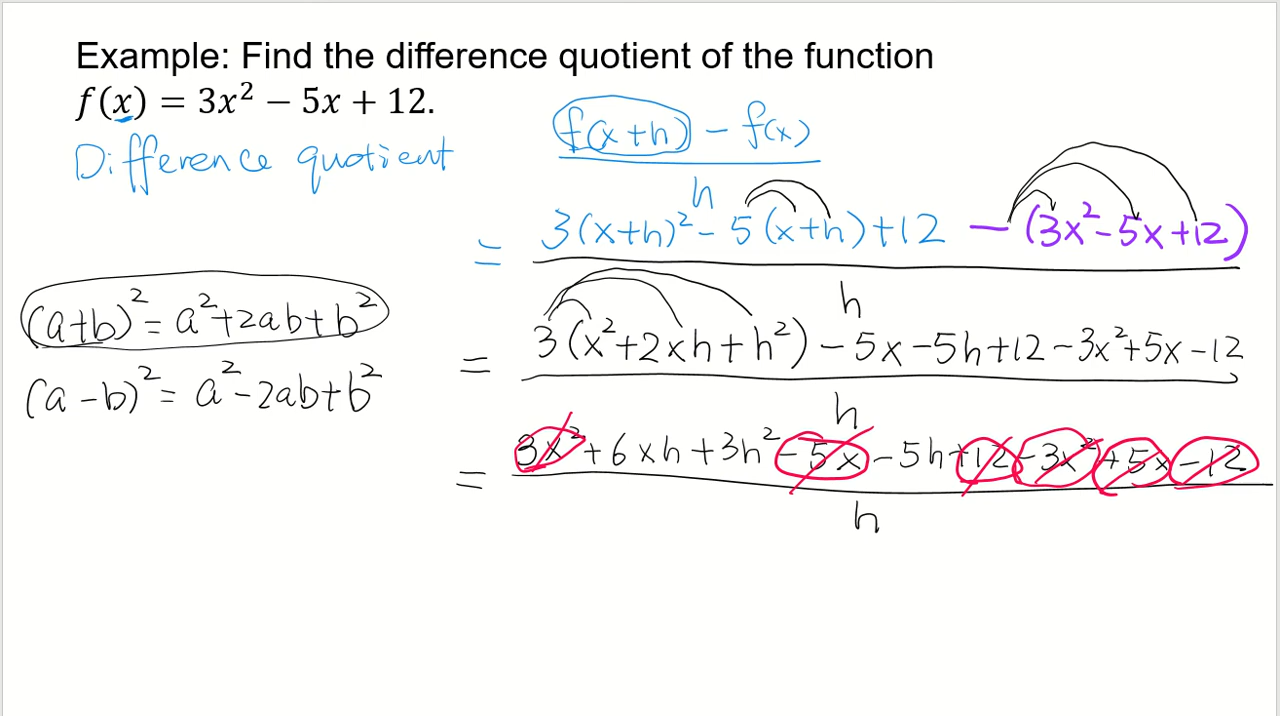 Example: Find the difference quotient of the function
f(x) = 3x² − 5x + 12.
Difference quotient
f(x+h) − f(x)
h
= 3(x+h)² − 5(x+h)+12 − (3x²−5x+12)
h
(a+b)² = a²+2ab+b²
= 3(x²+2xh+h²) − 5x −5h+12 −3x²+5x −12
h
(a−b)² = a²−2ab+b²
= 3x²+6xh+3h²−5x−5h+12−3x²+5x−12
h